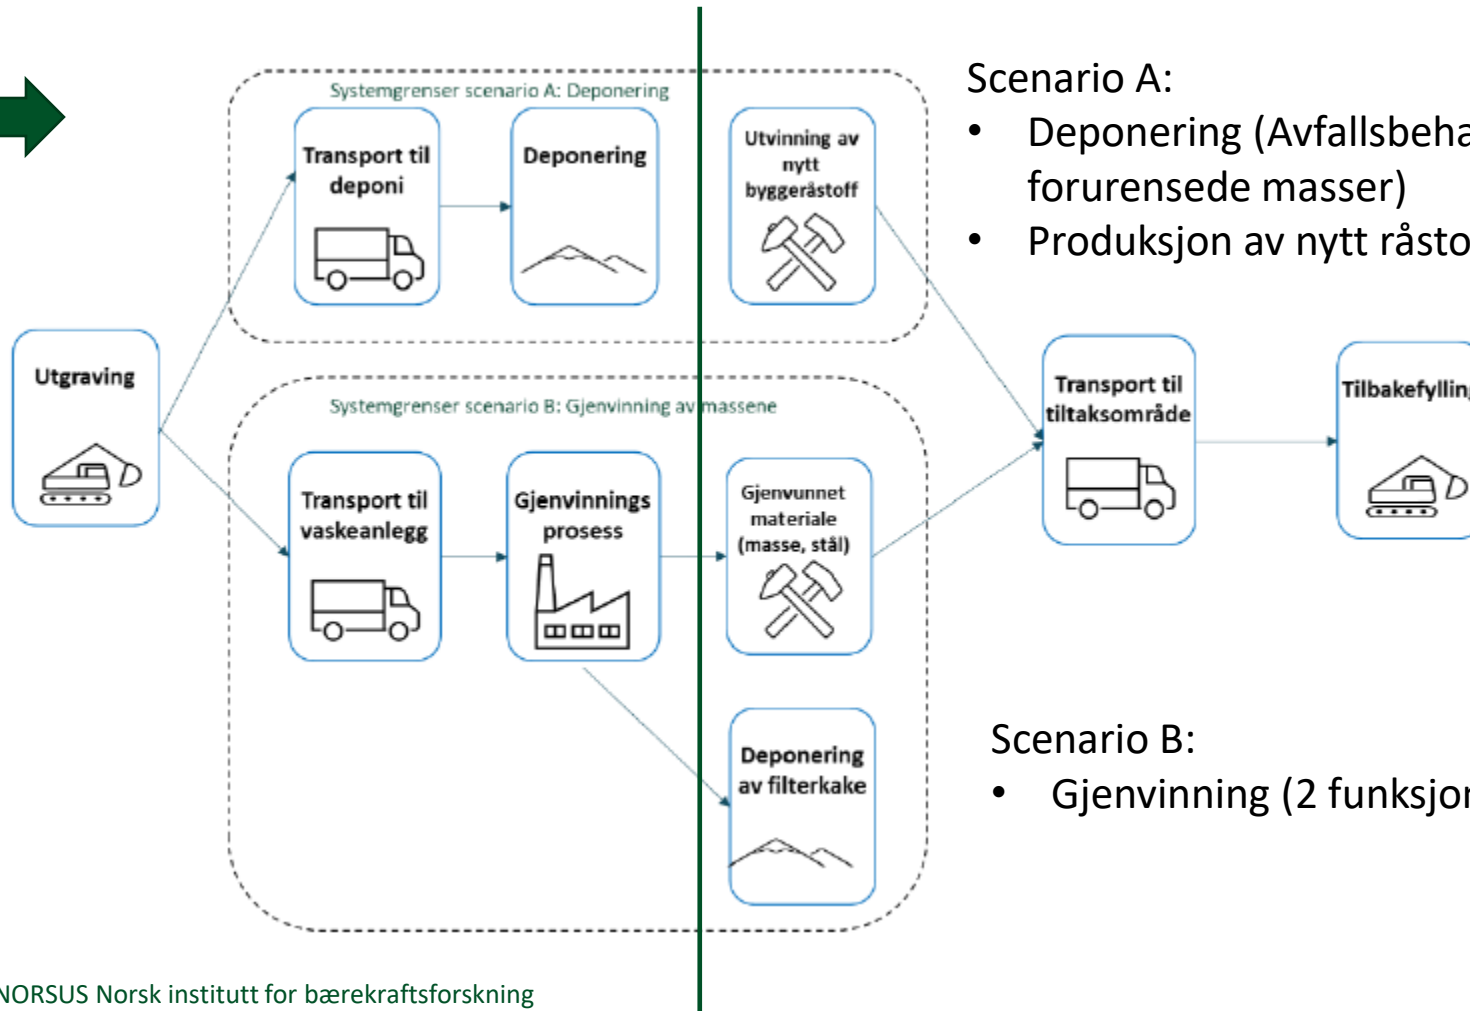 Systemgrenser scenario A: Deponering
Transport til
deponi
Deponering
Utvinning av
nytt
byggeråstoff
Scenario A:
• Deponering (Avfallsbeha
forurensede masser)
• Produksjon av nytt råsto
Utgraving
Systemgrenser scenario B: Gjenvinning av massene
Transport til
vaskeanlegg
Gjenvinnings
prosess
Gjenvunnet
materiale
(masse, stål)
Transport til
tiltaksområde
Tilbakefylling
Deponering
av filterkake
Scenario B:
• Gjenvinning (2 funksjon
NORSUS Norsk institutt for bærekraftsforskning